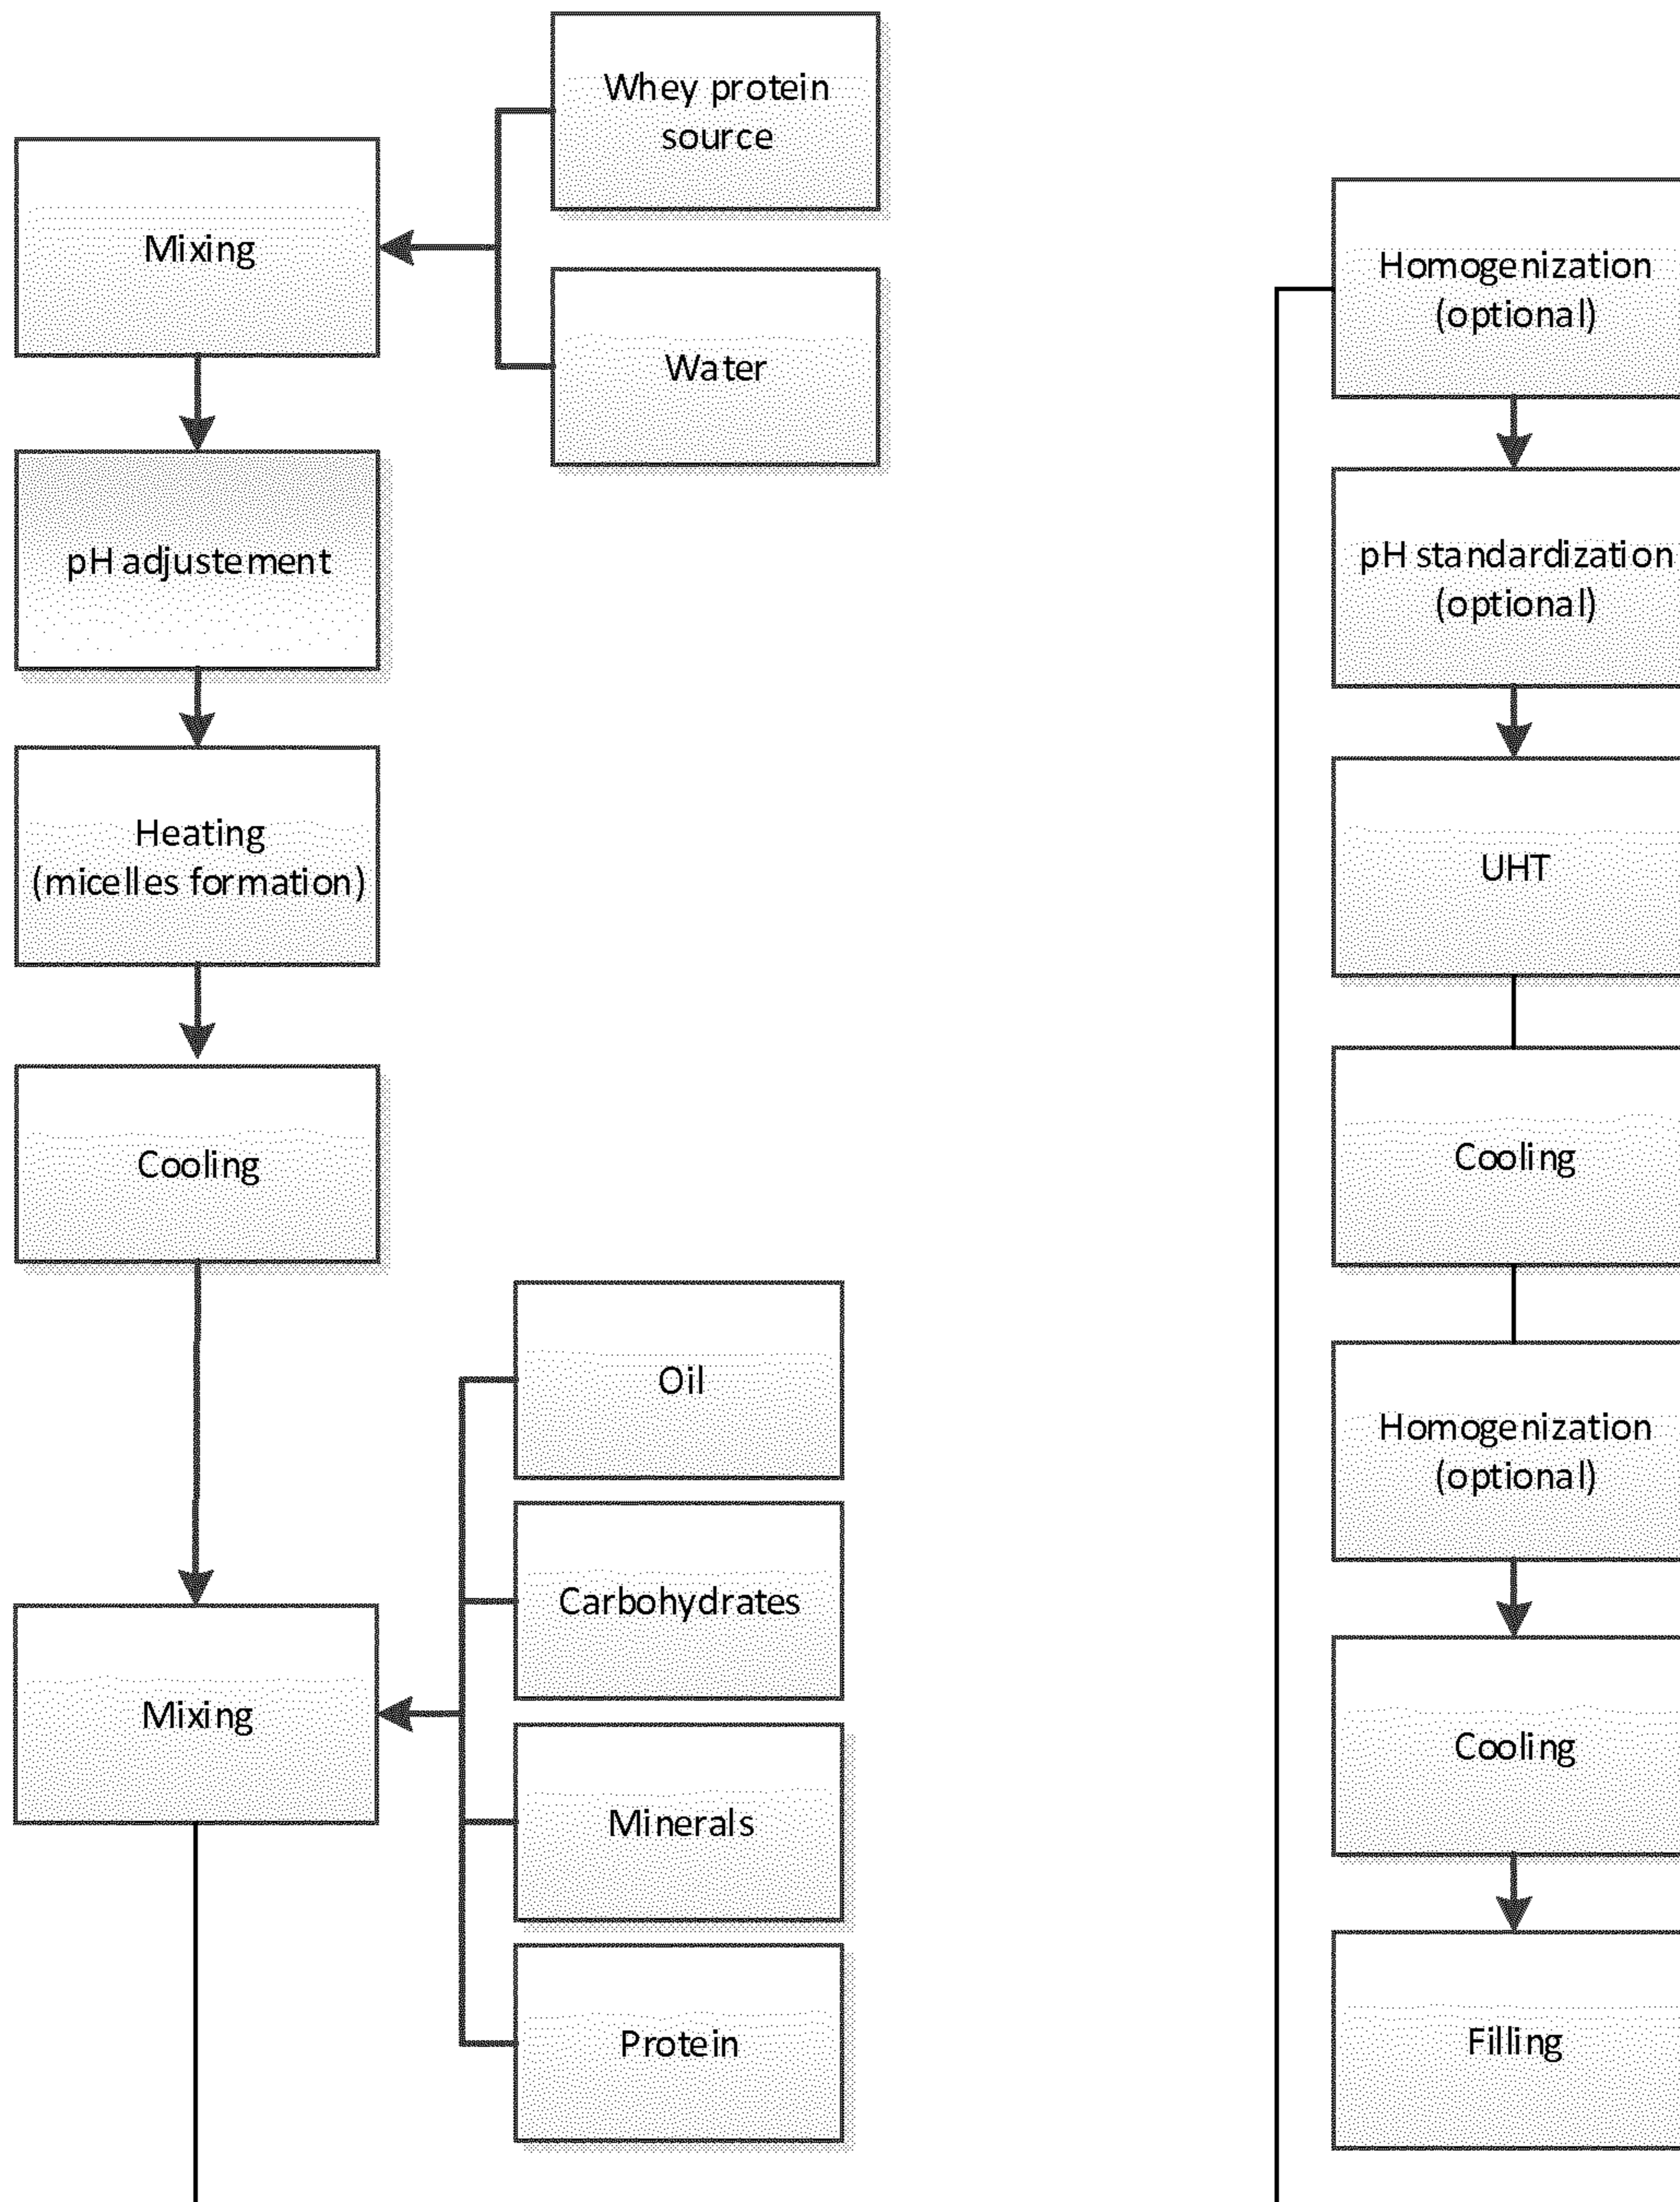 Whey protein
source
Mixing
Water
pH adjustement
Heating
(micelles formation)
Cooling
Oil
Carbohydrates
Mixing
Minerals
Protein
Homogenization
(optional)
pH standardization
(optional)
UHT
Cooling
Homogenization
(optional)
Cooling
Filling